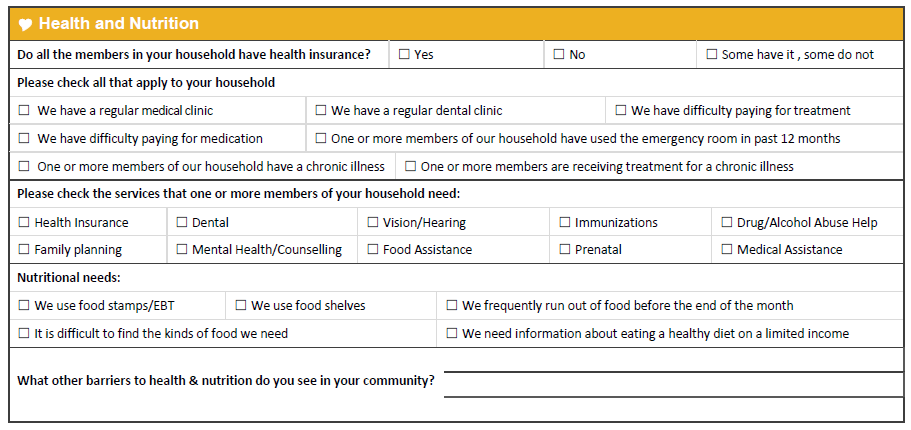 Health and Nutrition
Do all the members in your household have health insurance? ☐ Yes ☐ No ☐ Some have it , some do not
Please check all that apply to your household
☐ We have a regular medical clinic ☐ We have a regular dental clinic ☐ We have difficulty paying for treatment
☐ We have difficulty paying for medication ☐ One or more members of our household have used the emergency room in past 12 months
☐ One or more members of our household have a chronic illness ☐ One or more members are receiving treatment for a chronic illness
Please check the services that one or more members of your household need:
☐ Health Insurance ☐ Dental ☐ Vision/Hearing ☐ Immunizations ☐ Drug/Alcohol Abuse Help
☐ Family planning ☐ Mental Health/Counselling ☐ Food Assistance ☐ Prenatal ☐ Medical Assistance
Nutritional needs:
☐ We use food stamps/EBT ☐ We use food shelves ☐ We frequently run out of food before the end of the month
☐ It is difficult to find the kinds of food we need ☐ We need information about eating a healthy diet on a limited income
What other barriers to health & nutrition do you see in your community?